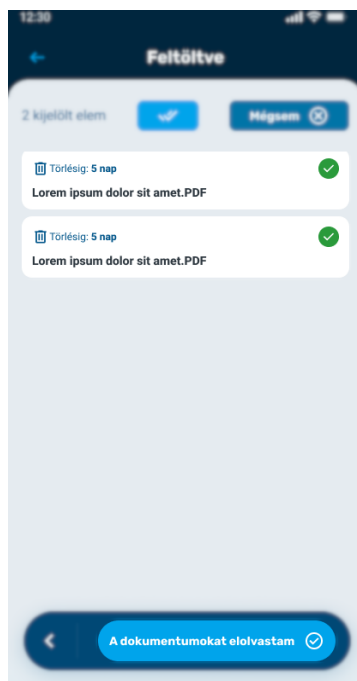 12:30
Feltöltve
2 kijelölt elem
Mégsem
Törlésig: 5 nap
Lorem ipsum dolor sit amet.PDF
Törlésig: 5 nap
Lorem ipsum dolor sit amet.PDF
A dokumentumokat elolvastam